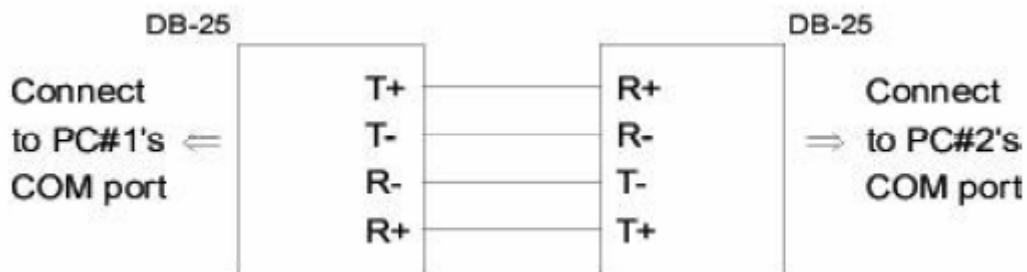 DB-25
DB-25
Connect
to PC#1's
COM port
T+
T-
R-
R+
R+
R-
T-
T+
Connect
to PC#2's
COM port